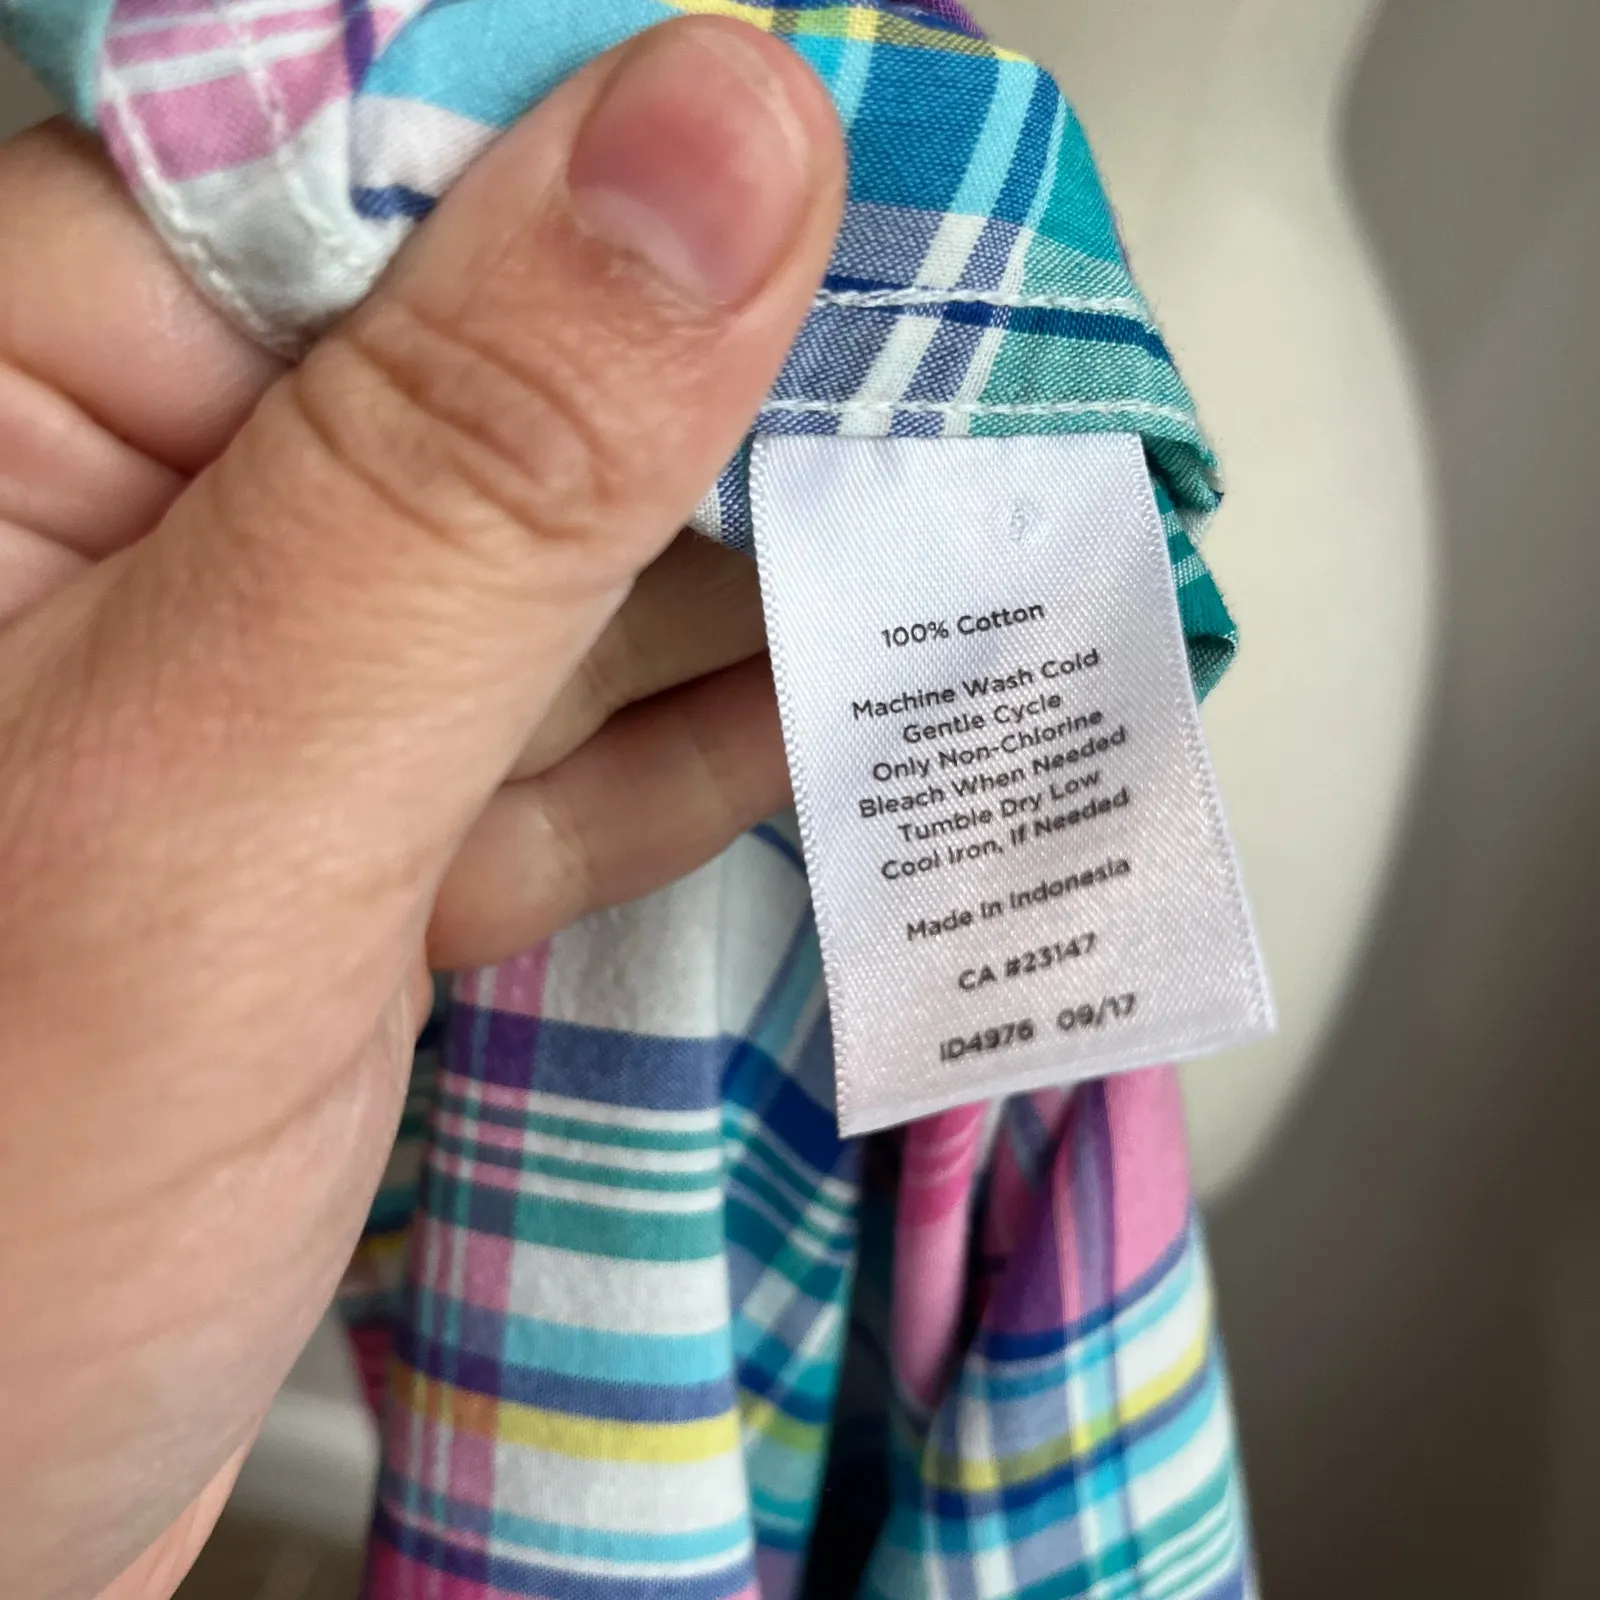 100% Cotton
Machine Wash Cold
Gentle Cycle
Only Non-Chlorine
Bleach When Needed
Tumble Dry Low
Cool Iron, If Needed
Made In Indonesia
CA #23147
ID4976 09/17